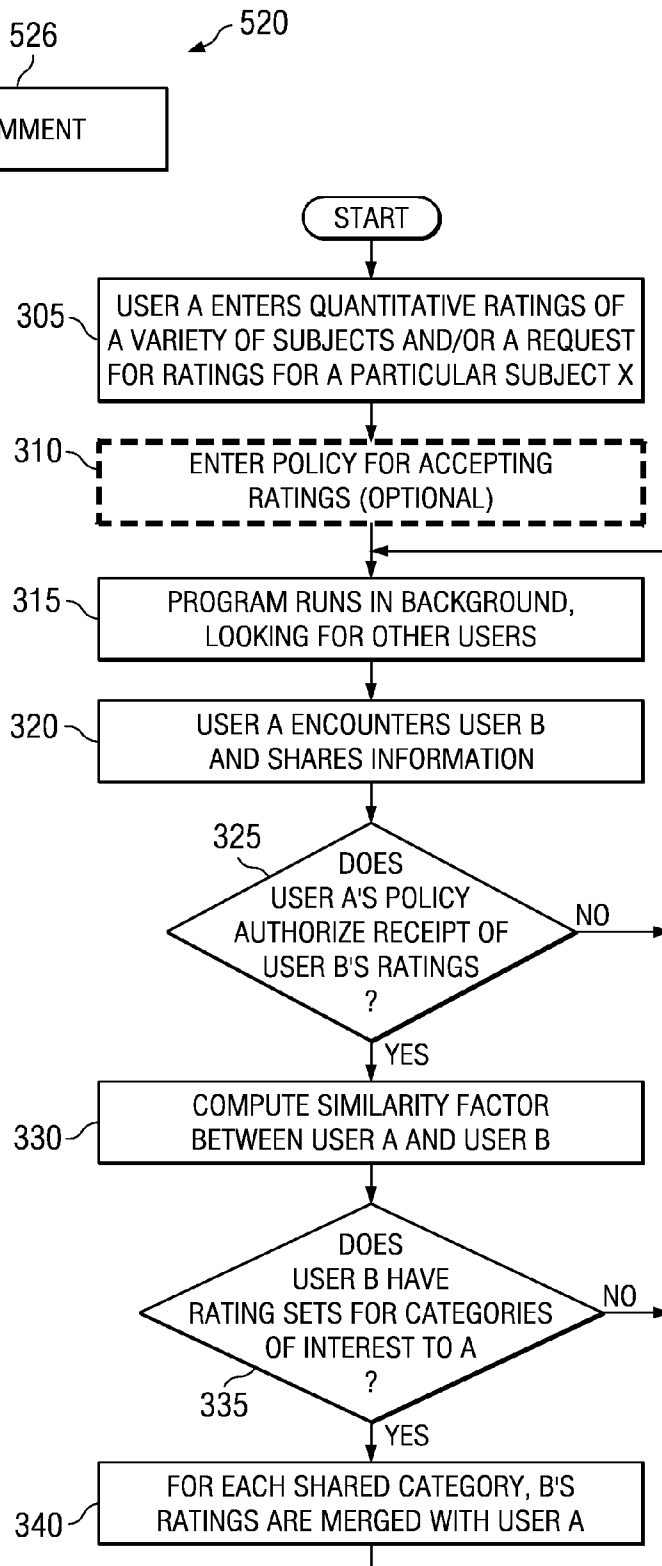 526
520
MMENT
START
305
USER A ENTERS QUANTITATIVE RATINGS OF
A VARIETY OF SUBJECTS AND/OR A REQUEST
FOR RATINGS FOR A PARTICULAR SUBJECT X
310
ENTER POLICY FOR ACCEPTING
RATINGS (OPTIONAL)
315
PROGRAM RUNS IN BACKGROUND,
LOOKING FOR OTHER USERS
320
USER A ENCOUNTERS USER B
AND SHARES INFORMATION
325
DOES
USER A'S POLICY
AUTHORIZE RECEIPT OF
USER B'S RATINGS
?
NO
YES
330
COMPUTE SIMILARITY FACTOR
BETWEEN USER A AND USER B
DOES
USER B HAVE
RATING SETS FOR CATEGORIES
OF INTEREST TO A
?
NO
335
YES
340
FOR EACH SHARED CATEGORY, B'S
RATINGS ARE MERGED WITH USER A